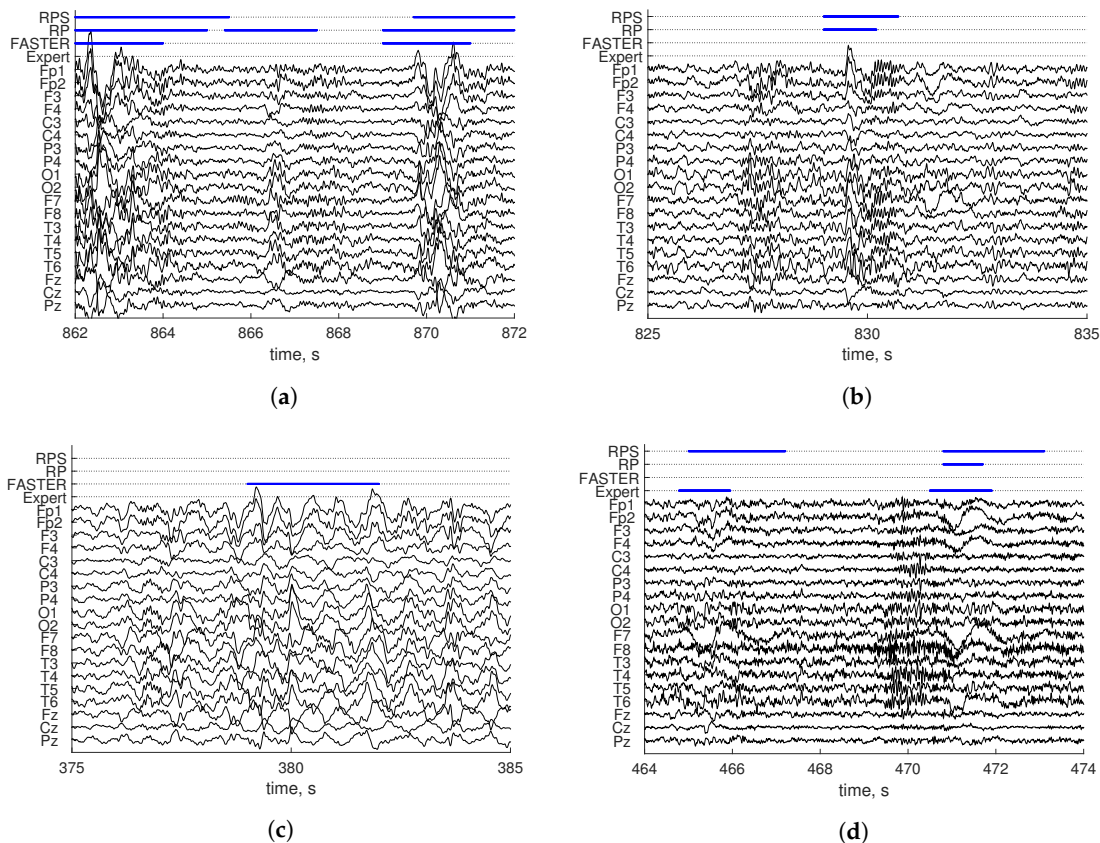 RPS
RP
FASTER
Expert
Fp1
Fp2
F3
F4
C3
C4
P3
P4
O1
O2
F7
F8
T3
T4
T5
T6
Fz
Cz
Pz
862 864 866 868 870 872
time, s
(a)
RPS
RP
FASTER
Expert
Fp1
Fp2
F3
F4
C3
C4
P3
P4
O1
O2
F7
F8
T3
T4
T5
T6
Fz
Cz
Pz
825 830 835
time, s
(b)
RPS
RP
FASTER
Expert
Fp1
Fp2
F3
F4
C3
C4
P3
P4
O1
O2
F7
F8
T3
T4
T5
T6
Fz
Cz
Pz
375 380 385
time, s
(c)
RPS
RP
FASTER
Expert
Fp1
Fp2
F3
F4
C3
C4
P3
P4
O1
O2
F7
F8
T3
T4
T5
T6
Fz
Cz
Pz
464 466 468 470 472 474
time, s
(d)